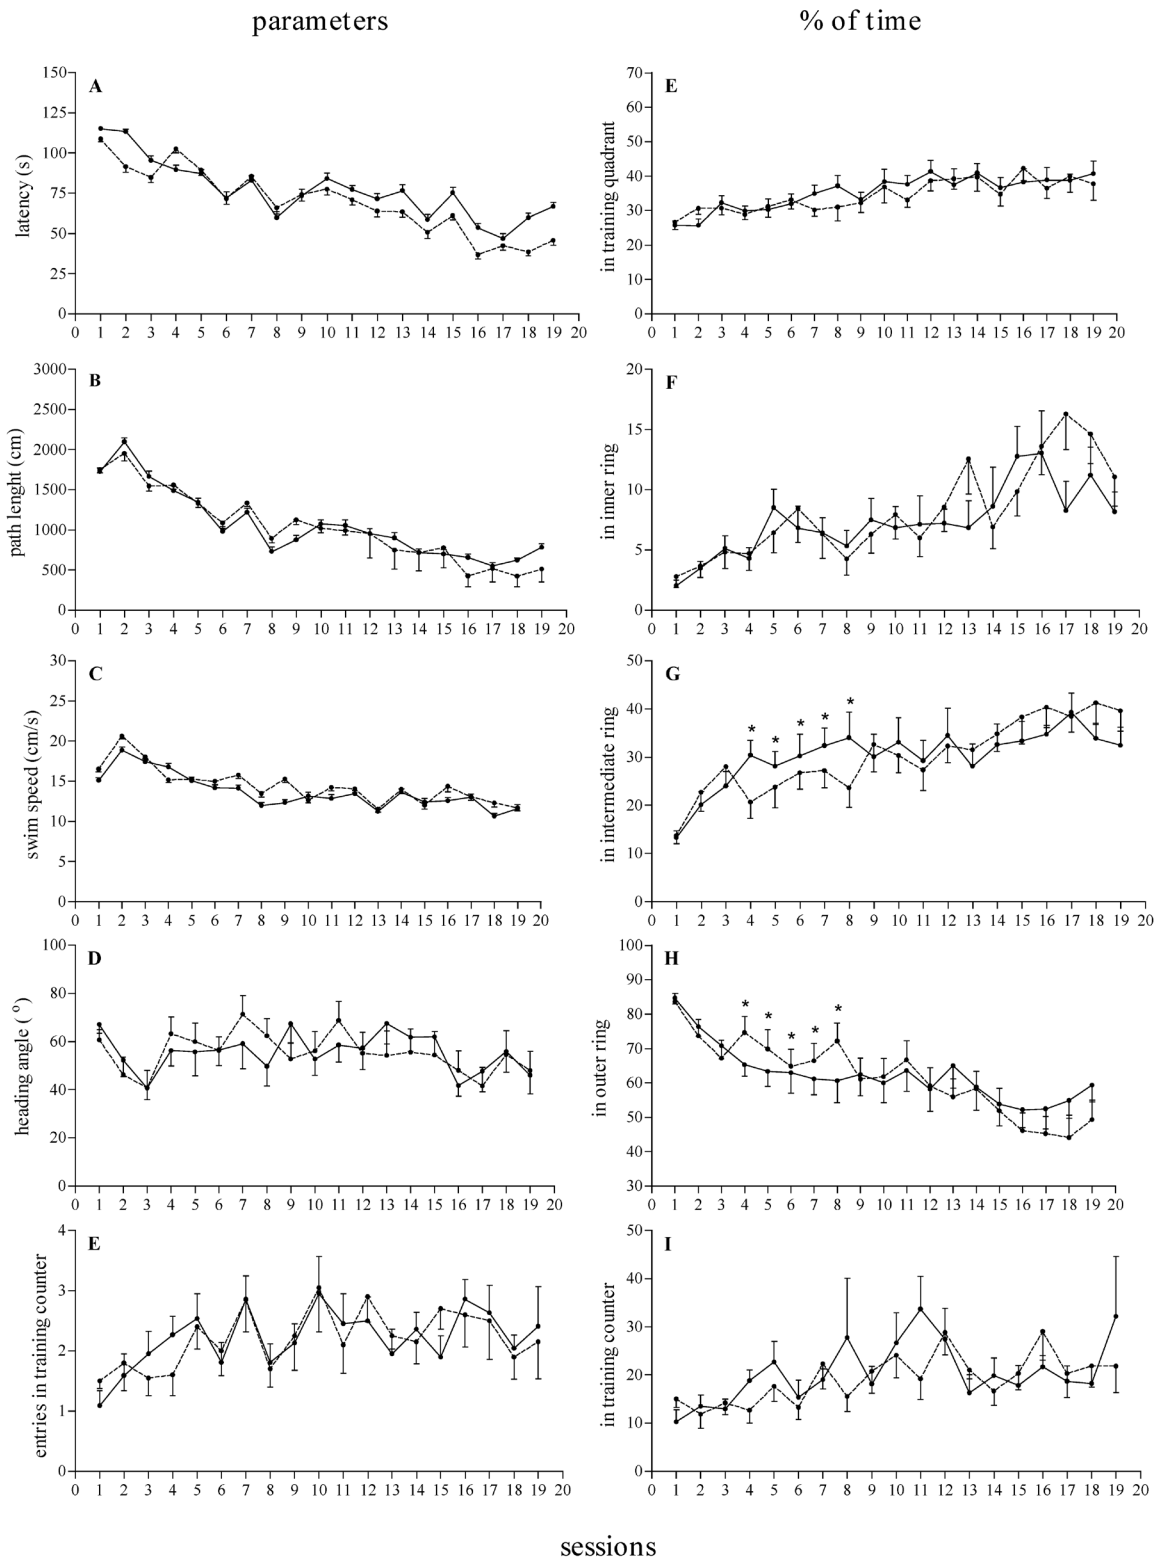 parameters
% of time
A
latency (s)
150
125
100
75
50
25
0
0 1 2 3 4 5 6 7 8 9 10 11 12 13 14 15 16 17 18 19 20
E
in training quadrant
70
60
50
40
30
20
10
0
0 1 2 3 4 5 6 7 8 9 10 11 12 13 14 15 16 17 18 19 20
B
path lenght (cm)
3000
2500
2000
1500
1000
500
0
0 1 2 3 4 5 6 7 8 9 10 11 12 13 14 15 16 17 18 19 20
F
in inner ring
20
15
10
5
0
0 1 2 3 4 5 6 7 8 9 10 11 12 13 14 15 16 17 18 19 20
C
swim speed (cm/s)
30
25
20
15
10
5
0
0 1 2 3 4 5 6 7 8 9 10 11 12 13 14 15 16 17 18 19 20
G
in intermediate ring
50
40
30
20
10
0
* * * * *
0 1 2 3 4 5 6 7 8 9 10 11 12 13 14 15 16 17 18 19 20
D
heading angle ( º)
100
80
60
40
20
0
0 1 2 3 4 5 6 7 8 9 10 11 12 13 14 15 16 17 18 19 20
H
in outer ring
100
90
80
70
60
50
40
30
* * * * *
0 1 2 3 4 5 6 7 8 9 10 11 12 13 14 15 16 17 18 19 20
E
entries in training counter
4
3
2
1
0
0 1 2 3 4 5 6 7 8 9 10 11 12 13 14 15 16 17 18 19 20
I
in training counter
50
40
30
20
10
0
0 1 2 3 4 5 6 7 8 9 10 11 12 13 14 15 16 17 18 19 20
sessions